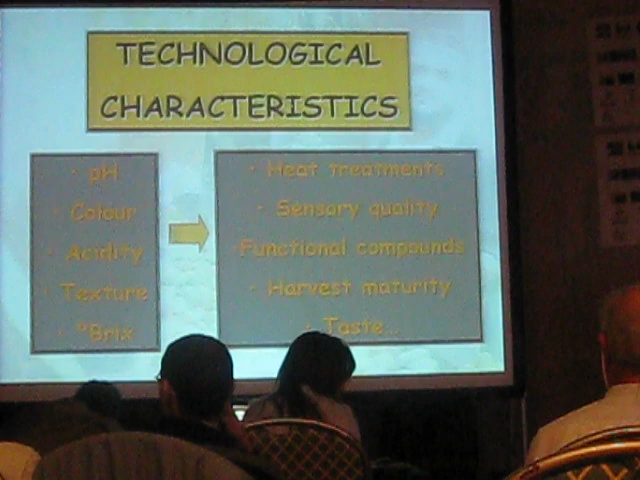 TECHNOLOGICAL
CHARACTERISTICS
· pH
· Colour
· Acidity
· Texture
· °Brix
· Heat treatments
· Sensory quality
· Functional compounds
· Harvest maturity
· Taste...